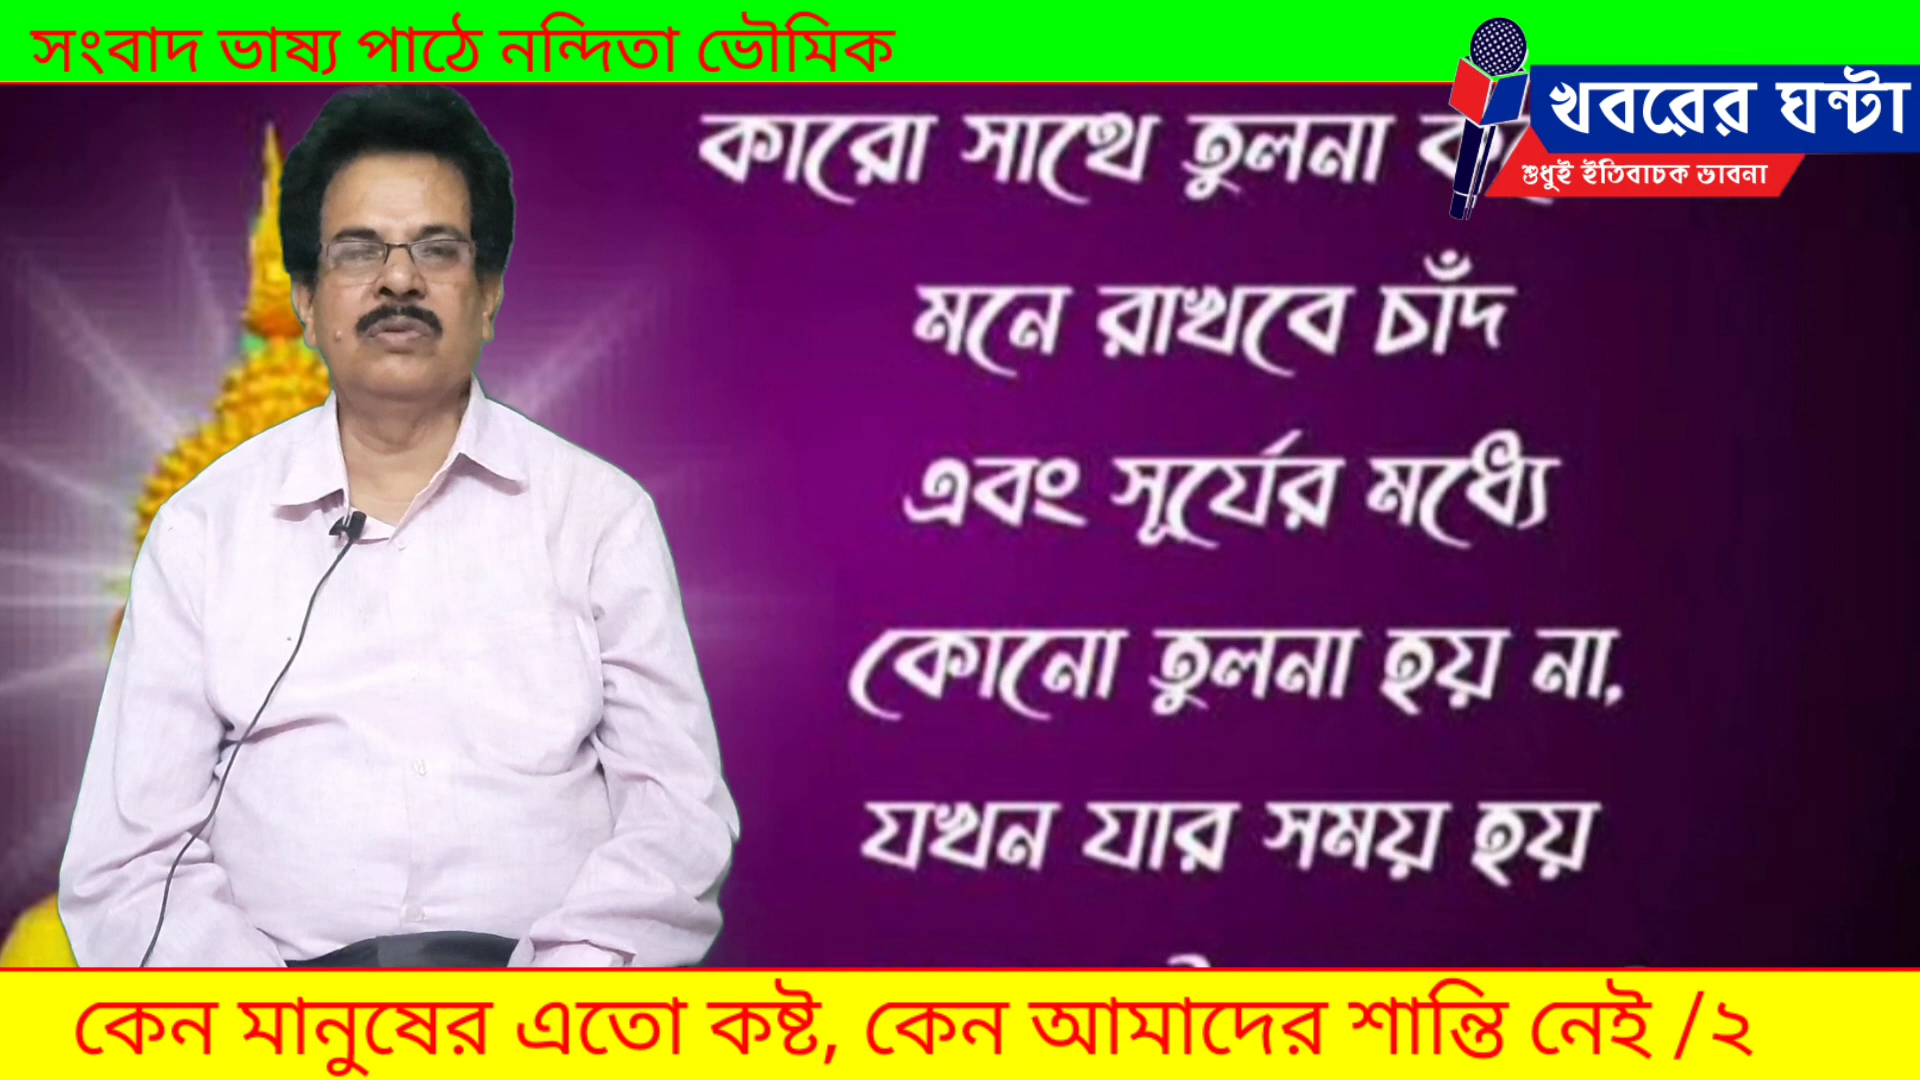 সংবাদ ভাষ্য পাঠে নন্দিতা ভৌমিক
খবরের ঘন্টা
শুধুই ইতিবাচক ভাবনা
কারো সাথে তুলনা
মনে রাখবে চাঁদ
এবং সূর্যের মধ্যে
কোনো তুলনা হয় না,
যখন যার সময় হয়
কেন মানুষের এতো কষ্ট, কেন আমাদের শান্তি নেই /২